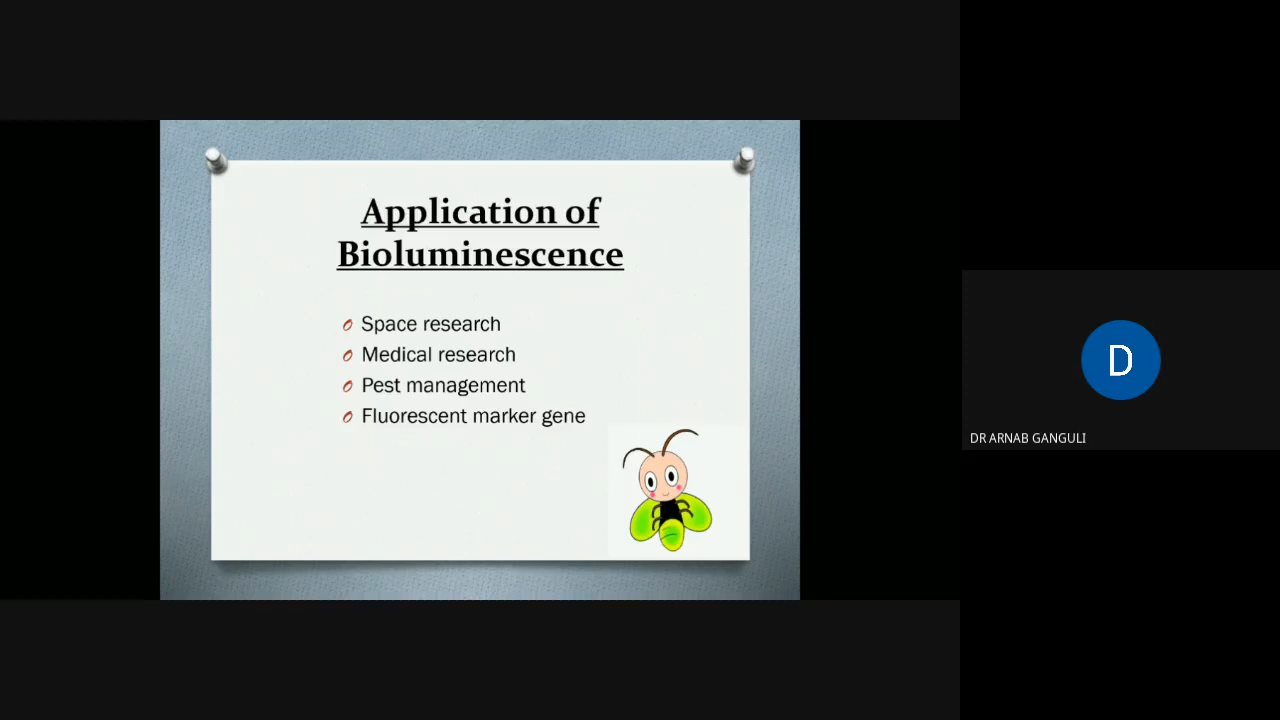 Application of
Bioluminescence
Space research
Medical research
Pest management
Fluorescent marker gene
D
DR ARNAB GANGULI